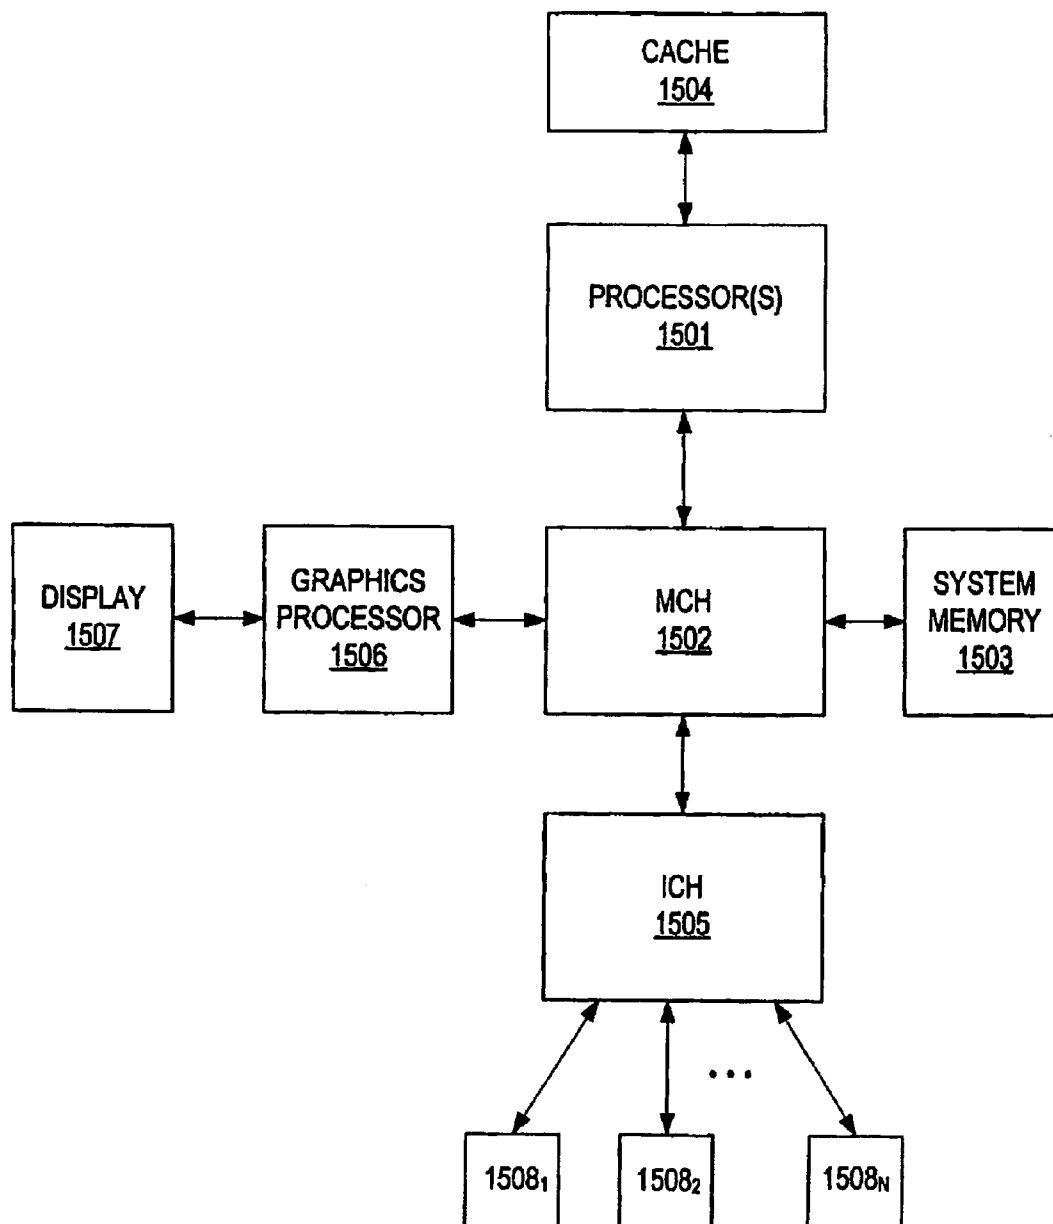 CACHE
1504
PROCESSOR(S)
1501
DISPLAY
1507
GRAPHICS
PROCESSOR
1506
MCH
1502
SYSTEM
MEMORY
1503
ICH
1505
...
1508₁
1508₂
1508N